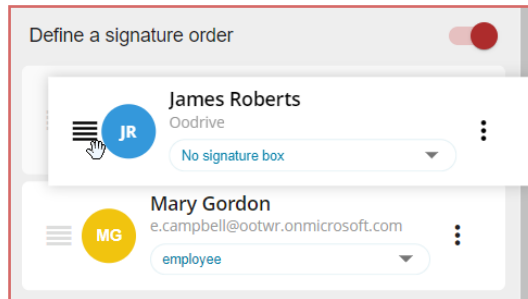 Define a signature order
JR
James Roberts
Oodrive
No signature box
MG
Mary Gordon
e.campbell@ootwr.onmicrosoft.com
employee